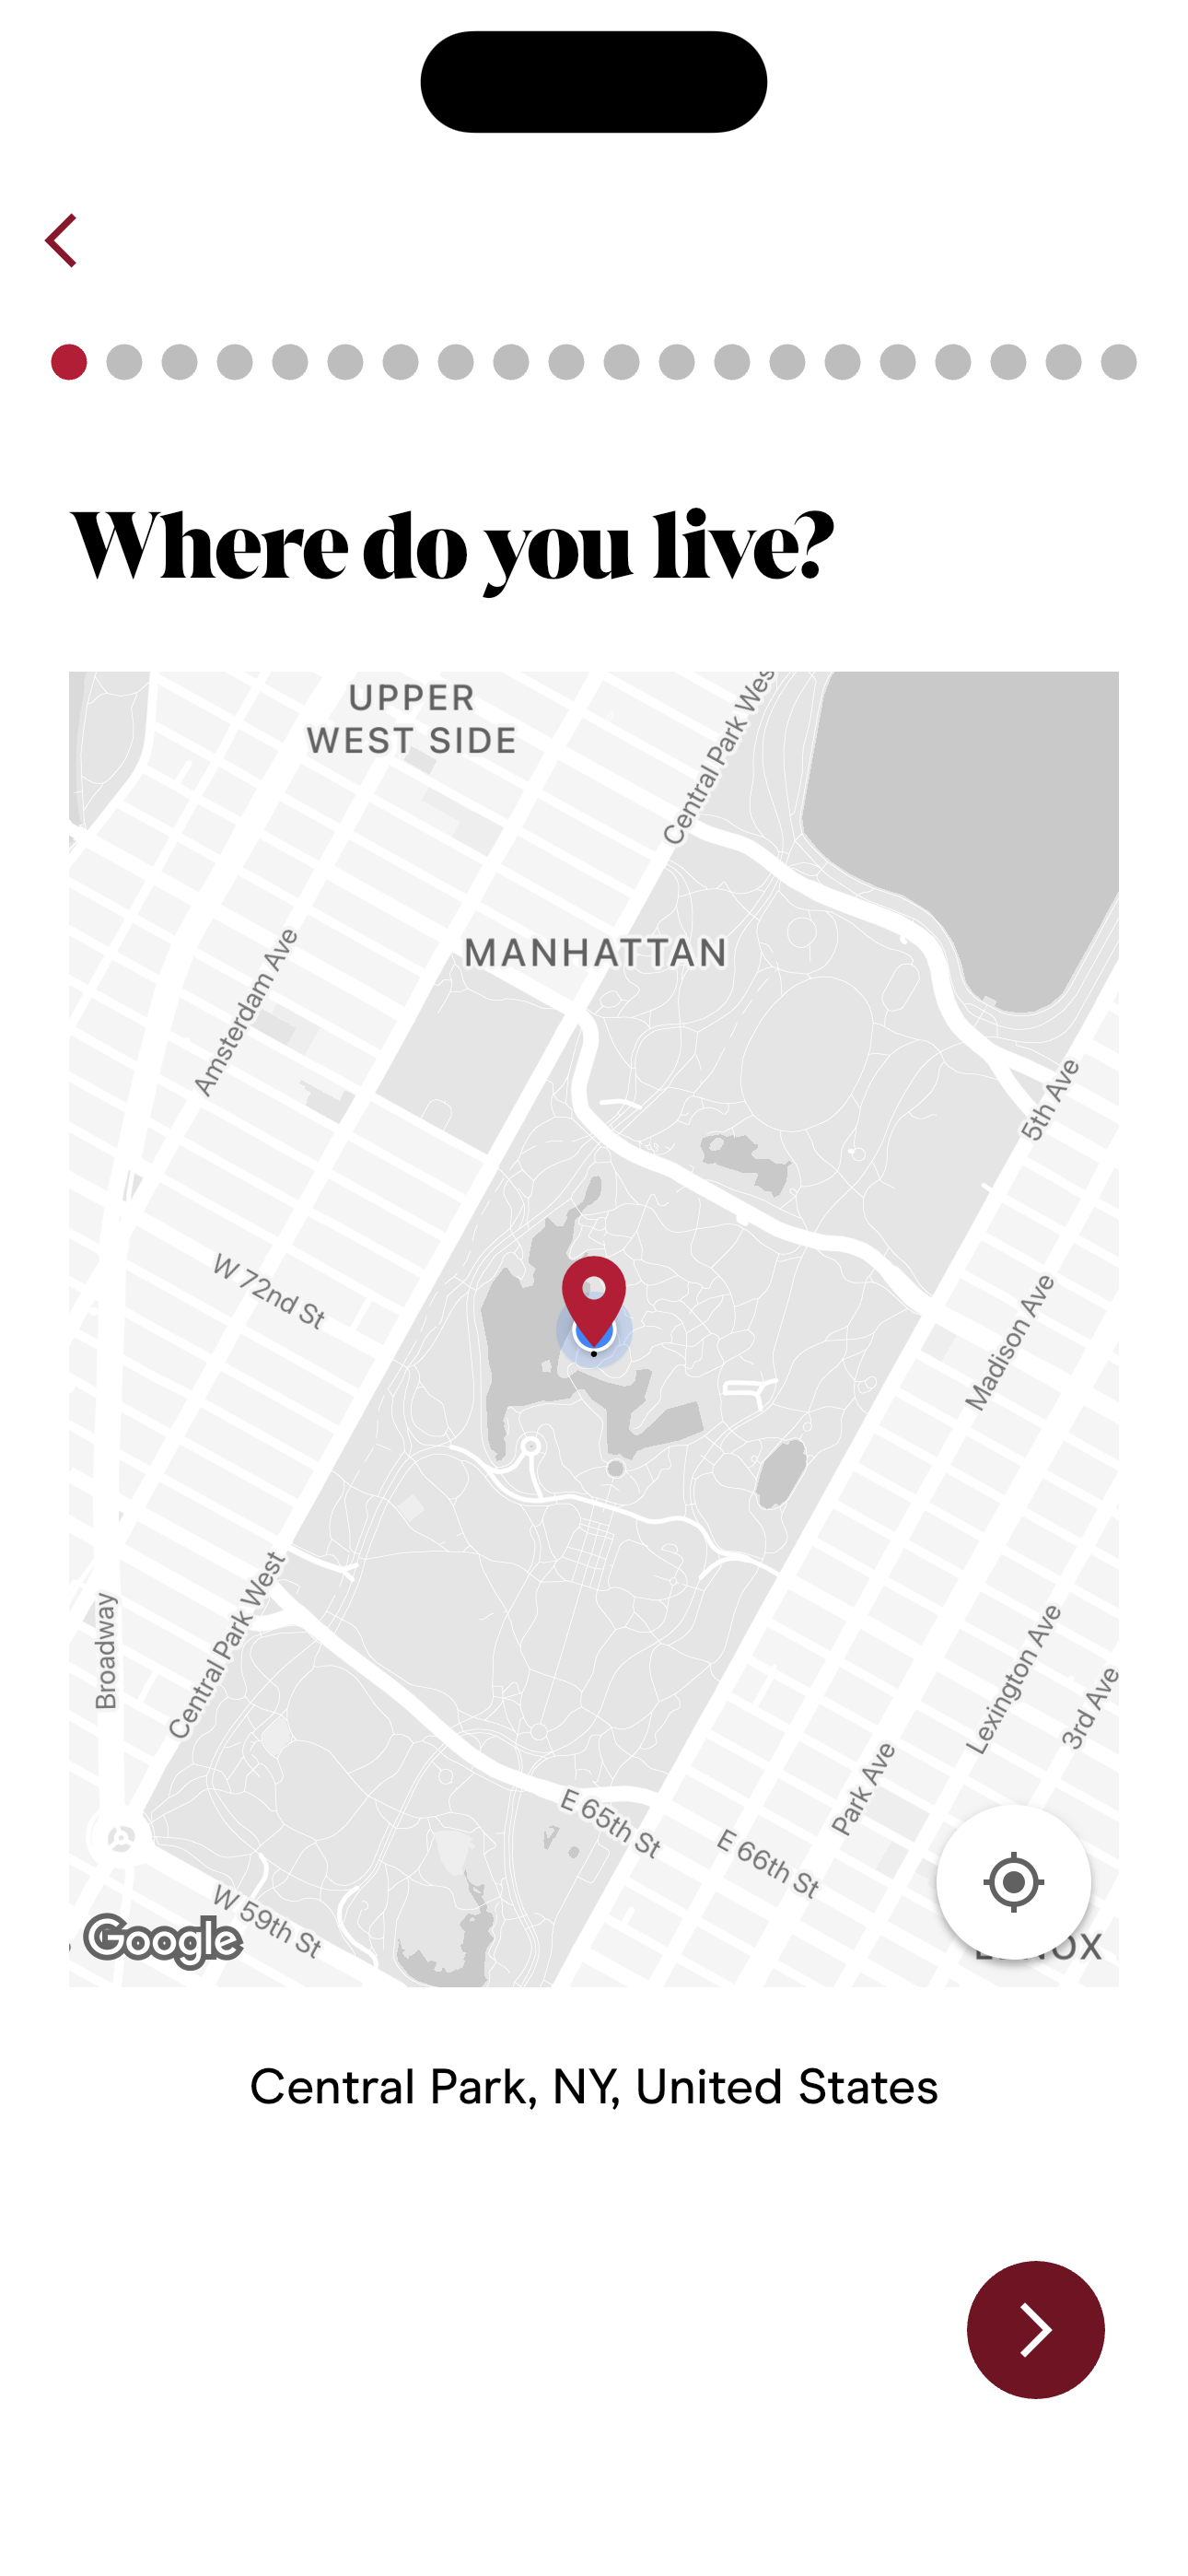 Where do you live?
UPPER
WEST SIDE
Central Park Wes
MANHATTAN
Amsterdam Ave
5th Ave
W 72nd St
Madison Ave
Broadway
Central Park West
Lexington Ave
3rd Ave
Park Ave
E 65th St
E 66th St
W 59th St
Google
Central Park, NY, United States